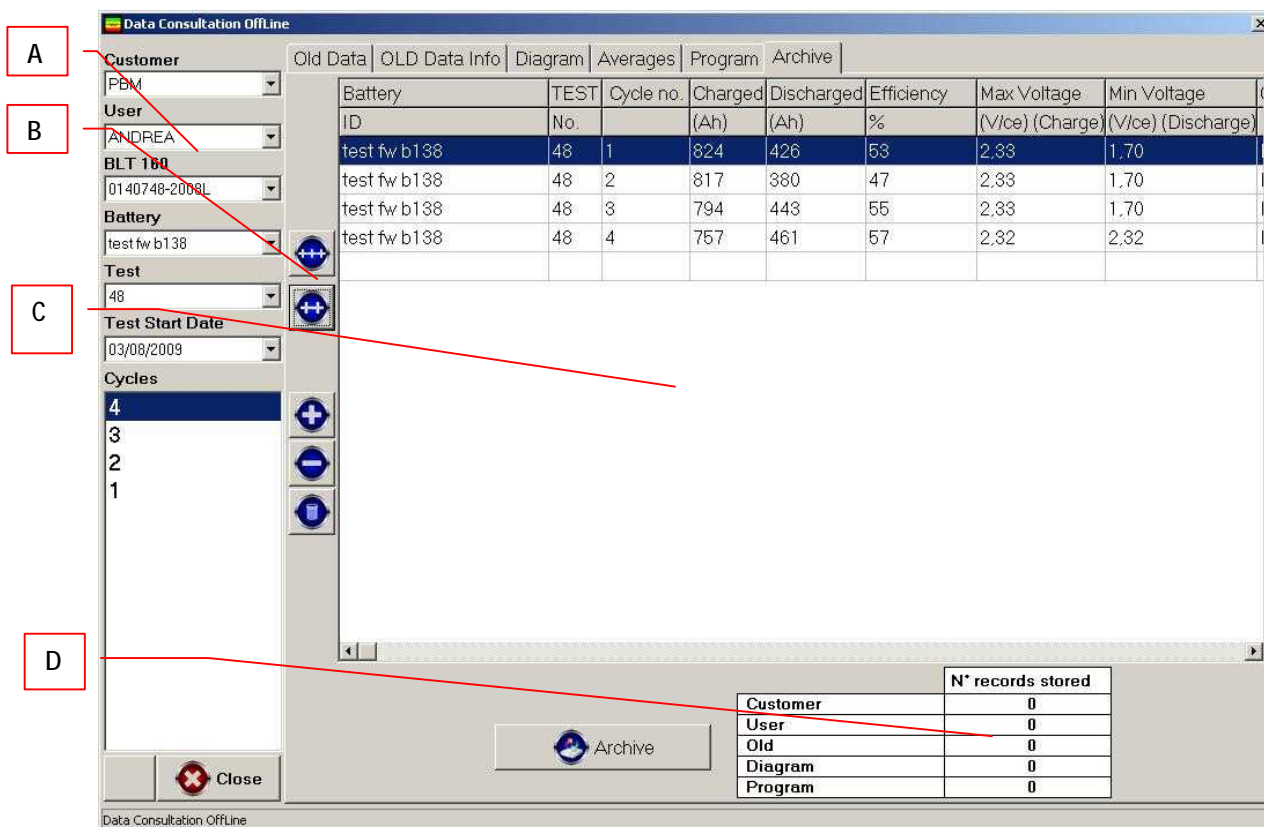 Data Consultation OffLine
A
B
C
D
Customer
PBM
User
ANDREA
BLT 160
0140748-2008L
Battery
test fw b138
Test
48
Test Start Date
03/08/2009
Cycles
4
3
2
1
Close
Old Data OLD Data Info Diagram Averages Program Archive
Battery TEST Cycle no. Charged Discharged Efficiency Max Voltage Min Voltage
ID No. (Ah) (Ah) % (V/ce) (Charge) (V/ce) (Discharge)
test fw b138 48 1 824 426 53 2,33 1,70
test fw b138 48 2 817 380 47 2,33 1,70
test fw b138 48 3 794 443 55 2,33 1,70
test fw b138 48 4 757 461 57 2,32 2,32
Archive
N° records stored
Customer 0
User 0
Old 0
Diagram 0
Program 0
Data Consultation OffLine